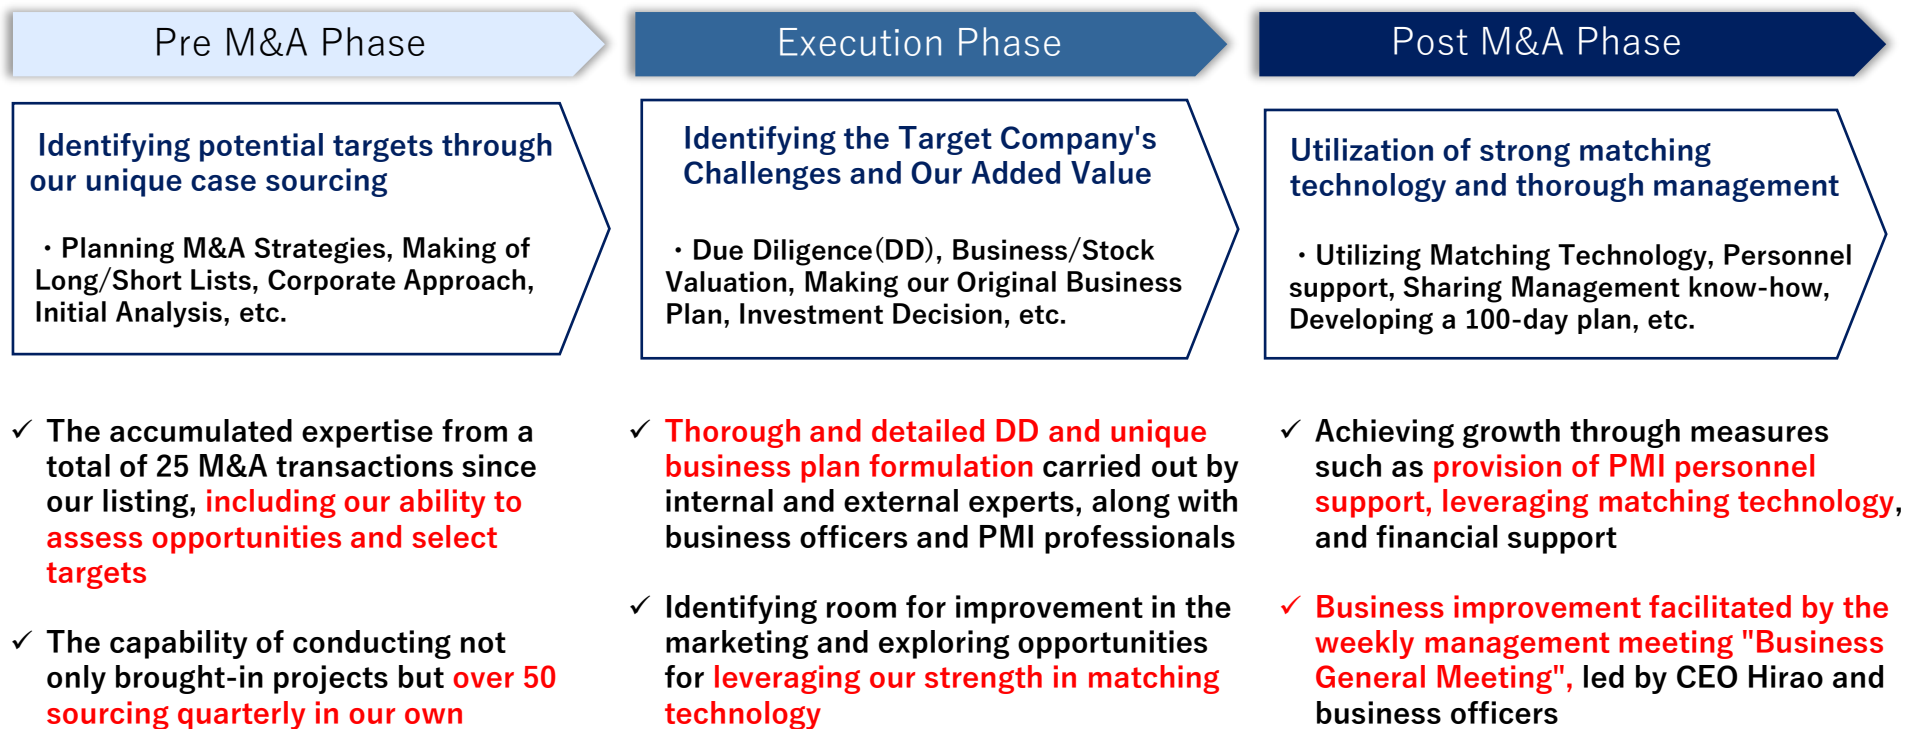 Pre M&A Phase
Execution Phase
Post M&A Phase
Identifying potential targets through
our unique case sourcing
・Planning M&A Strategies, Making of
Long/Short Lists, Corporate Approach,
Initial Analysis, etc.
Identifying the Target Company's
Challenges and Our Added Value
・Due Diligence(DD), Business/Stock
Valuation, Making our Original Business
Plan, Investment Decision, etc.
Utilization of strong matching
technology and thorough management
・Utilizing Matching Technology, Personnel
support, Sharing Management know-how,
Developing a 100-day plan, etc.
✓ The accumulated expertise from a
total of 25 M&A transactions since
our listing, including our ability to
assess opportunities and select
targets
✓ The capability of conducting not
only brought-in projects but over 50
sourcing quarterly in our own
✓ Thorough and detailed DD and unique
business plan formulation carried out by
internal and external experts, along with
business officers and PMI professionals
✓ Identifying room for improvement in the
marketing and exploring opportunities
for leveraging our strength in matching
technology
✓ Achieving growth through measures
such as provision of PMI personnel
support, leveraging matching technology,
and financial support
✓ Business improvement facilitated by the
weekly management meeting "Business
General Meeting", led by CEO Hirao and
business officers